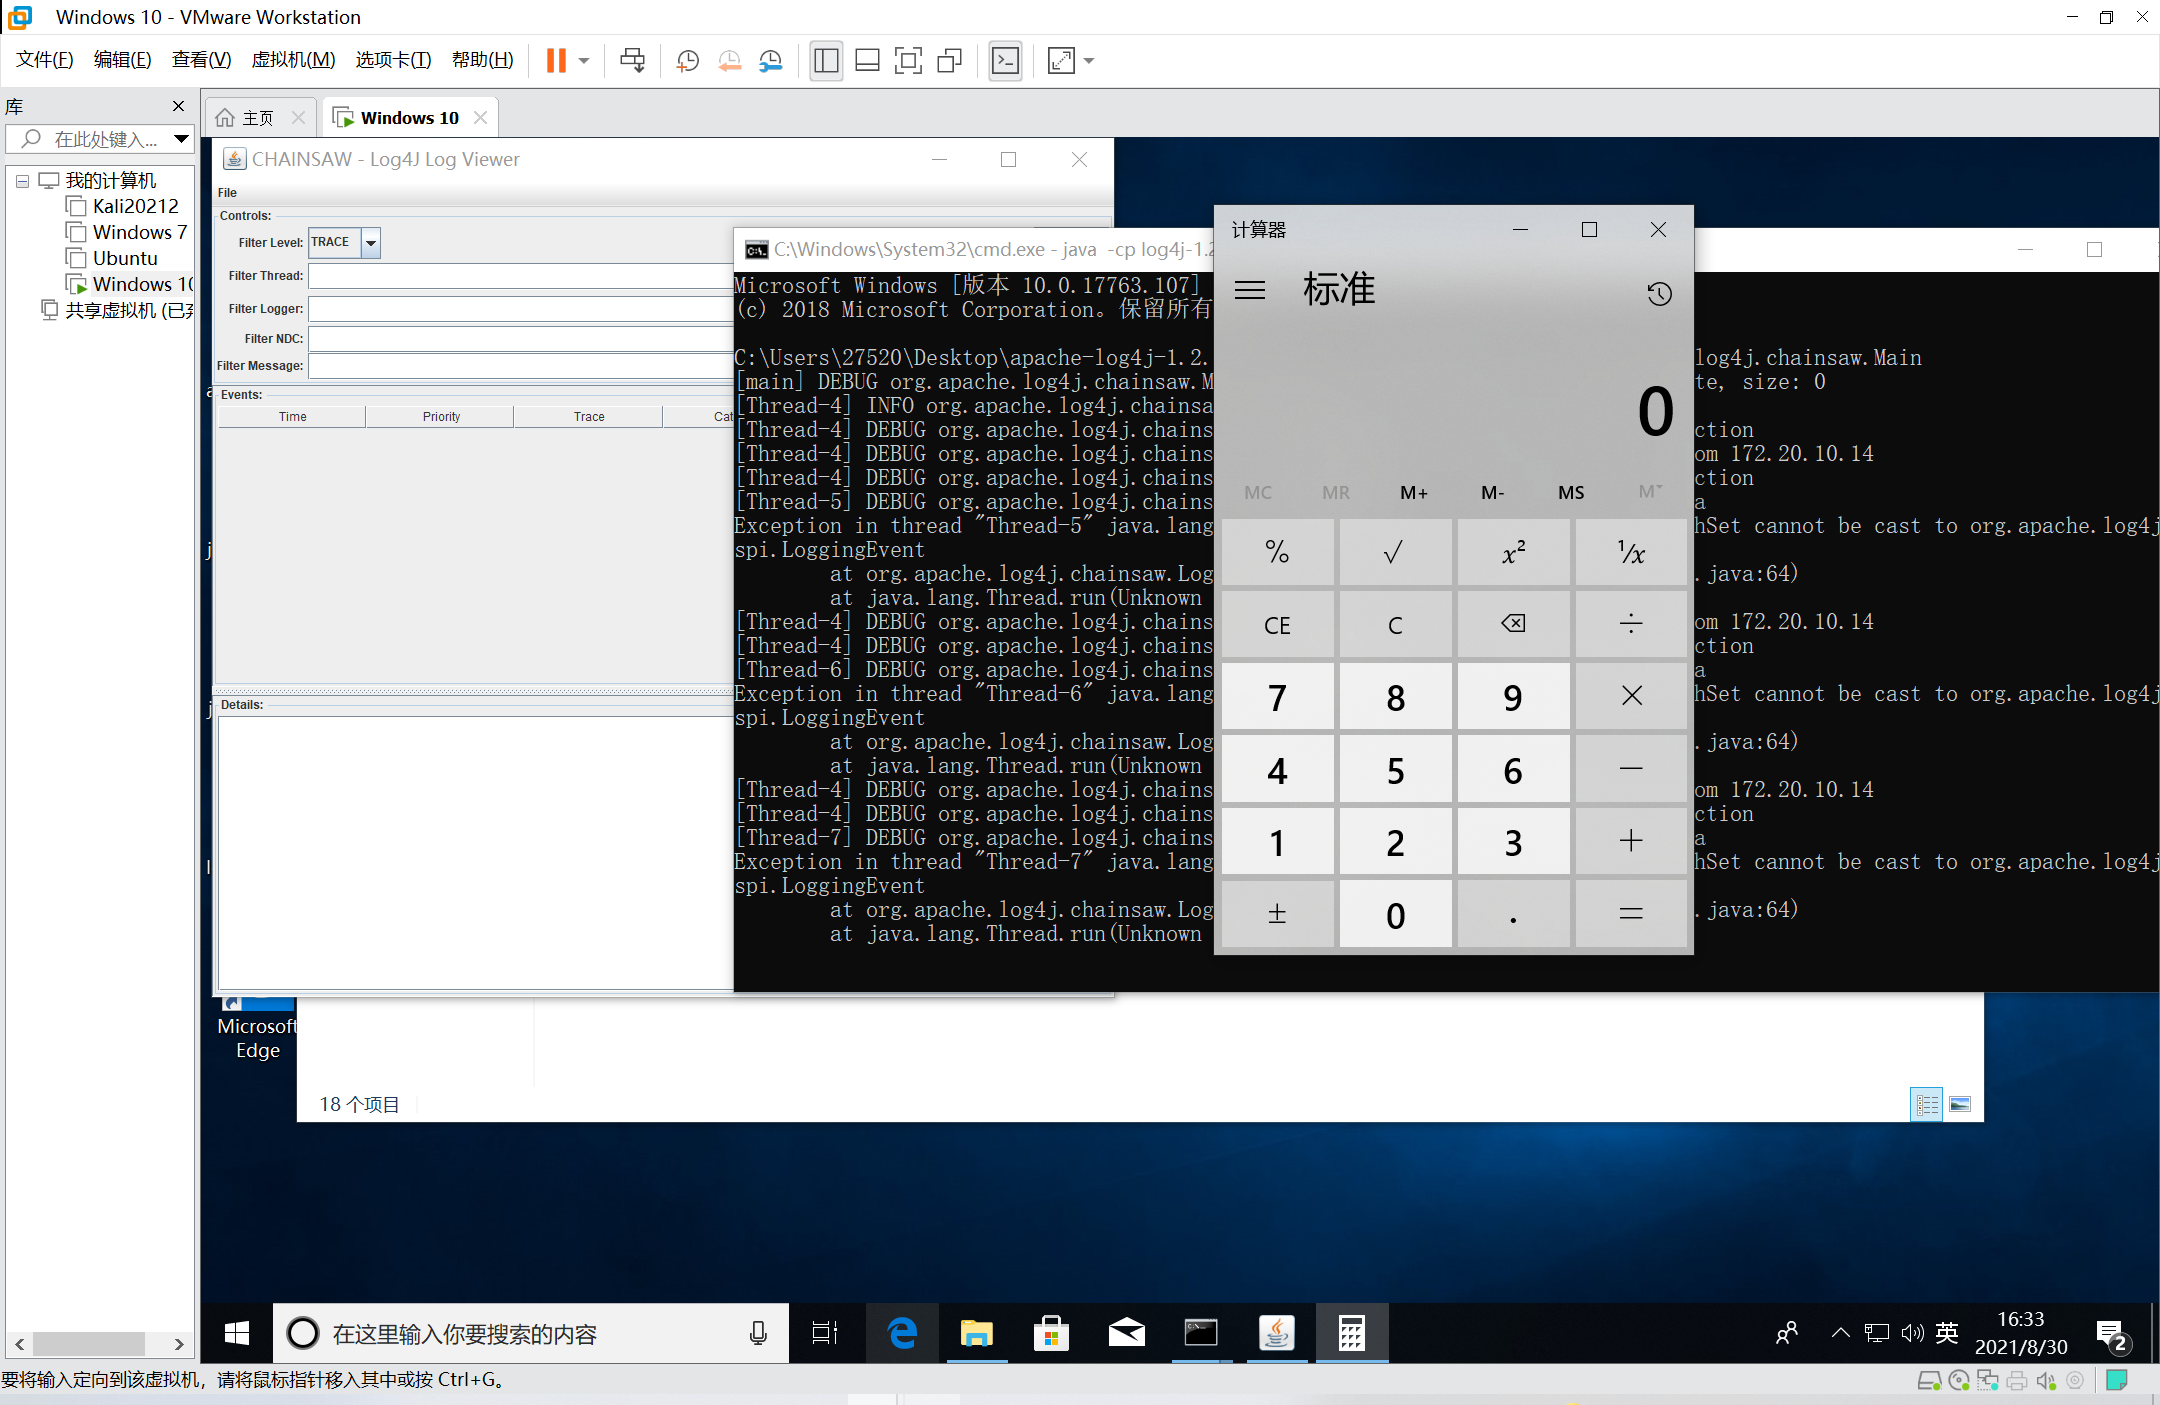 Windows 10 - VMware Workstation
文件(F) 编辑(E) 查看(V) 虚拟机(M) 选项卡(T) 帮助(H)
库
在此处键入...
我的计算机
Kali20212
Windows 7
Ubuntu
Windows 10
共享虚拟机
主页
Windows 10
CHAINSAW - Log4J Log Viewer
File
Controls:
Filter Level: TRACE
Filter Thread:
Filter Logger:
Filter NDC:
Filter Message:
Events:
Time Priority Trace Cat
Details:
C:\Windows\System32\cmd.exe - java -cp log4j-1.2
Microsoft Windows [版本 10.0.17763.107]
(c) 2018 Microsoft Corporation。保留所有
C:\Users\27520\Desktop\apache-log4j-1.2. log4j.chainsaw.Main
[main] DEBUG org.apache.log4j.chainsaw.M te, size: 0
[Thread-4] INFO org.apache.log4j.chainsa
[Thread-4] DEBUG org.apache.log4j.chains ction
[Thread-4] DEBUG org.apache.log4j.chains om 172.20.10.14
[Thread-4] DEBUG org.apache.log4j.chains ction
[Thread-5] DEBUG org.apache.log4j.chains a
Exception in thread "Thread-5" java.lang hSet cannot be cast to org.apache.log4j
spi.LoggingEvent
at org.apache.log4j.chainsaw.Log .java:64)
at java.lang.Thread.run(Unknown
[Thread-4] DEBUG org.apache.log4j.chains om 172.20.10.14
[Thread-4] DEBUG org.apache.log4j.chains ction
[Thread-6] DEBUG org.apache.log4j.chains a
Exception in thread "Thread-6" java.lang hSet cannot be cast to org.apache.log4j
spi.LoggingEvent
at org.apache.log4j.chainsaw.Log .java:64)
at java.lang.Thread.run(Unknown
[Thread-4] DEBUG org.apache.log4j.chains om 172.20.10.14
[Thread-4] DEBUG org.apache.log4j.chains ction
[Thread-7] DEBUG org.apache.log4j.chains a
Exception in thread "Thread-7" java.lang hSet cannot be cast to org.apache.log4j
spi.LoggingEvent
at org.apache.log4j.chainsaw.Log .java:64)
at java.lang.Thread.run(Unknown
计算器
标准
0
MC MR M+ M- MS M
% √ x² ¹/x
CE C ÷
7 8 9 ×
4 5 6 −
1 2 3 +
± 0 . =
Microsoft
Edge
18 个项目
在这里输入你要搜索的内容
英
16:33
2021/8/30
2
要将输入定向到该虚拟机，请将鼠标指针移入其中或按 Ctrl+G。